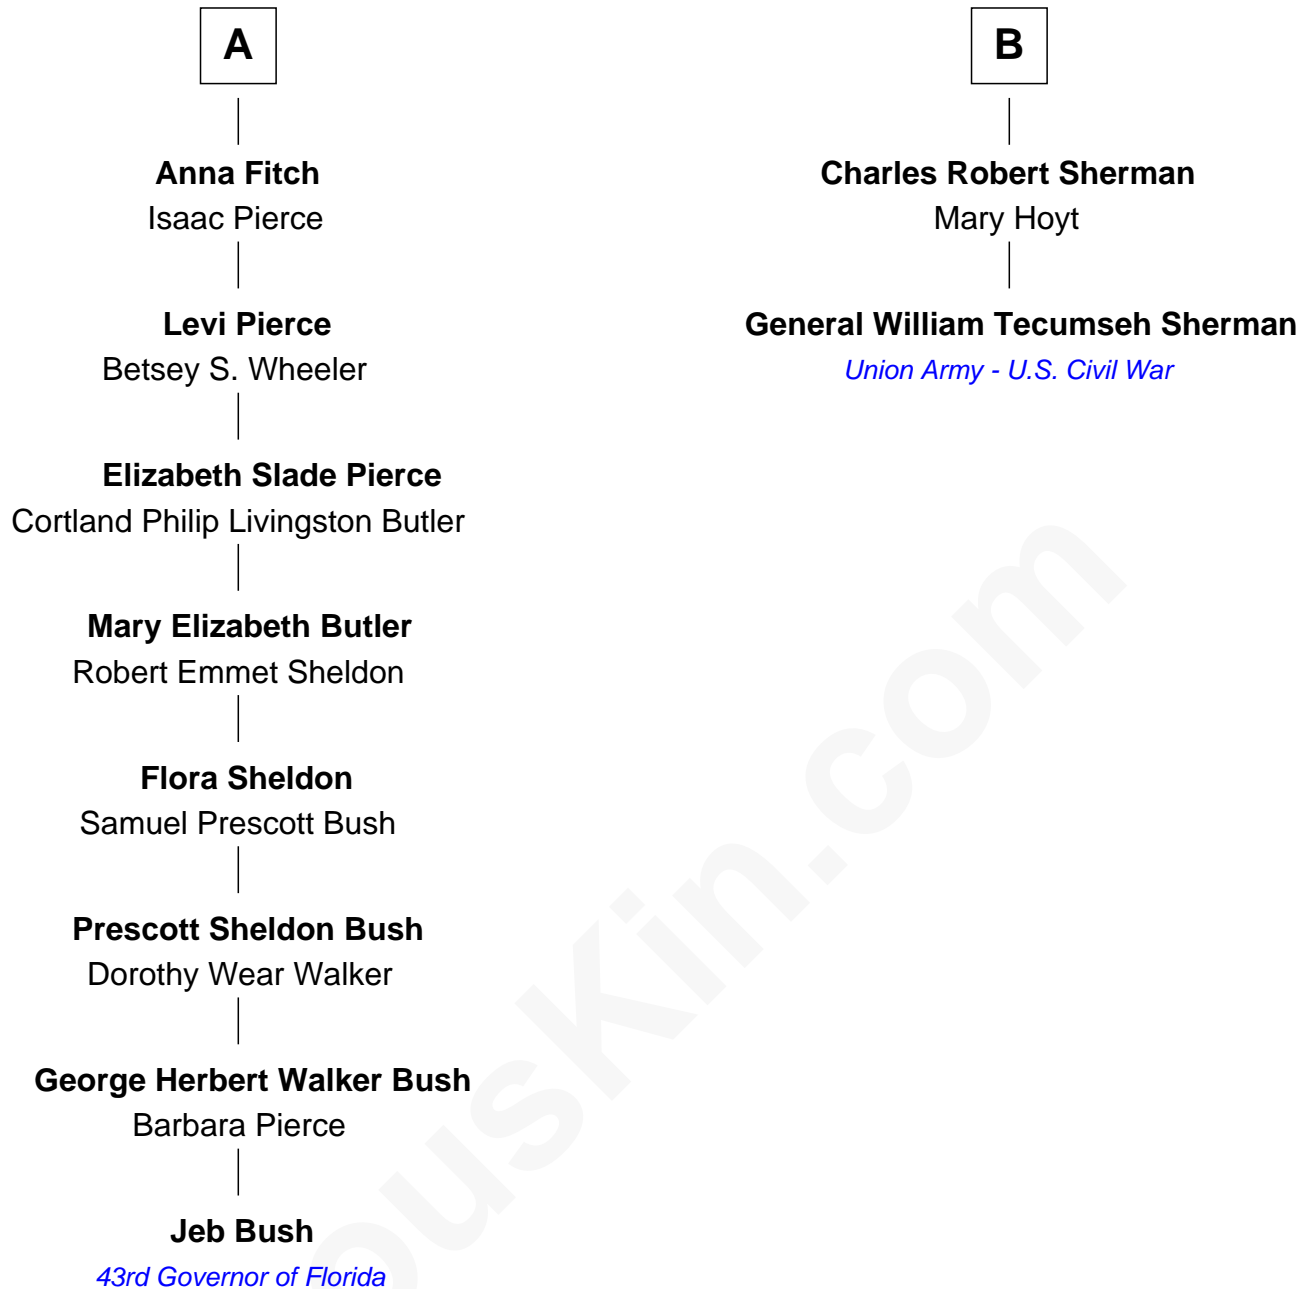 A
Anna Fitch
Isaac Pierce
Levi Pierce
Betsey S. Wheeler
Elizabeth Slade Pierce
Cortland Philip Livingston Butler
Mary Elizabeth Butler
Robert Emmet Sheldon
Flora Sheldon
Samuel Prescott Bush
Prescott Sheldon Bush
Dorothy Wear Walker
George Herbert Walker Bush
Barbara Pierce
Jeb Bush
43rd Governor of Florida
B
Charles Robert Sherman
Mary Hoyt
General William Tecumseh Sherman
Union Army - U.S. Civil War
ousKin.com